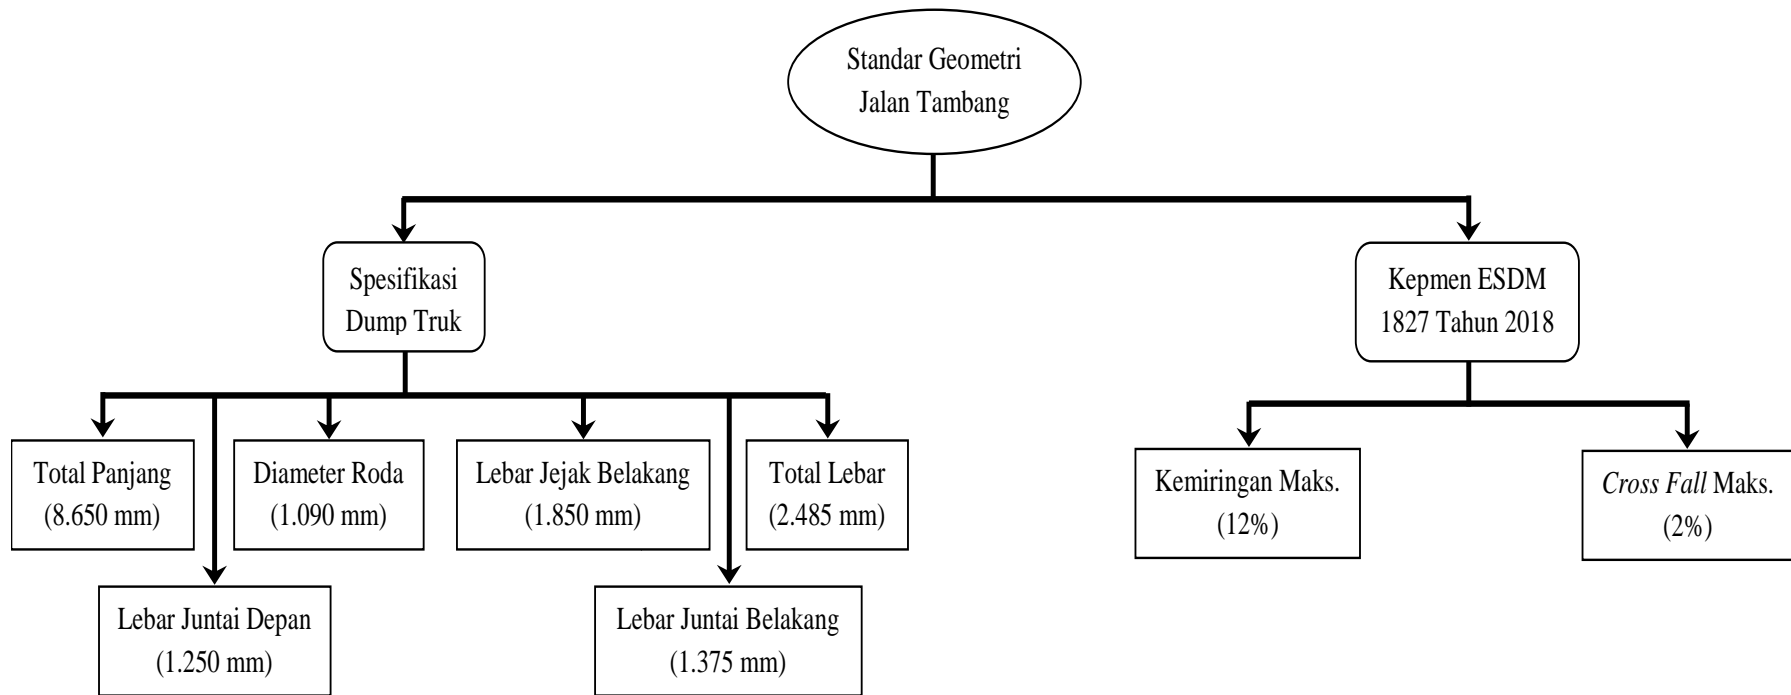 Standar Geometri
Jalan Tambang
Spesifikasi
Dump Truk
Kepmen ESDM
1827 Tahun 2018
Total Panjang
(8.650 mm)
Diameter Roda
(1.090 mm)
Lebar Jejak Belakang
(1.850 mm)
Total Lebar
(2.485 mm)
Kemiringan Maks.
(12%)
Cross Fall Maks.
(2%)
Lebar Juntai Depan
(1.250 mm)
Lebar Juntai Belakang
(1.375 mm)